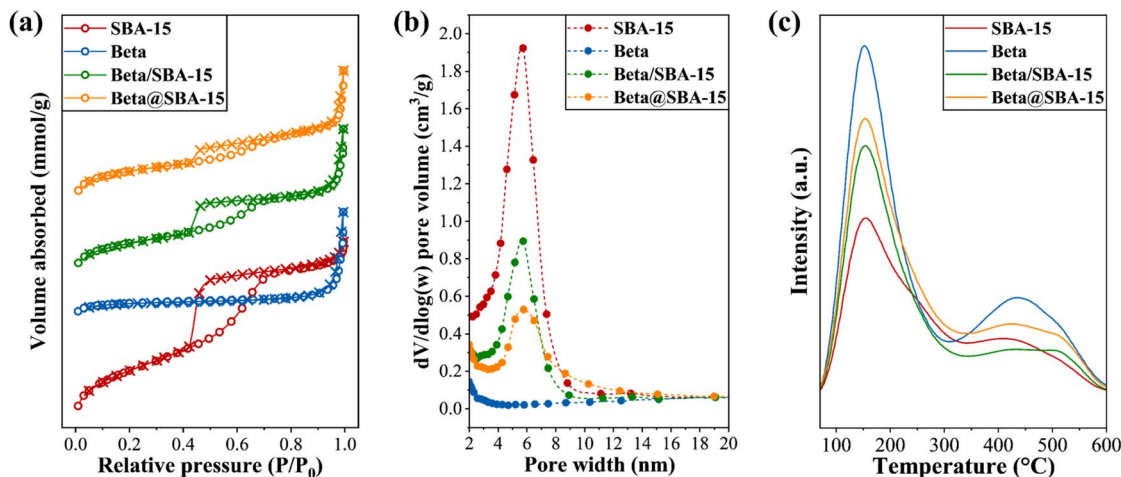 (a)
SBA-15
Beta
Beta/SBA-15
Beta@SBA-15
Volume absorbed (mmol/g)
0.0 0.2 0.4 0.6 0.8 1.0
Relative pressure (P/P0)
(b)
SBA-15
Beta
Beta/SBA-15
Beta@SBA-15
dV/dlog(w) pore volume (cm3/g)
2.0
1.8
1.6
1.4
1.2
1.0
0.8
0.6
0.4
0.2
0.0
2 4 6 8 10 12 14 16 18 20
Pore width (nm)
(c)
SBA-15
Beta
Beta/SBA-15
Beta@SBA-15
Intensity (a.u.)
100 200 300 400 500 600
Temperature (°C)